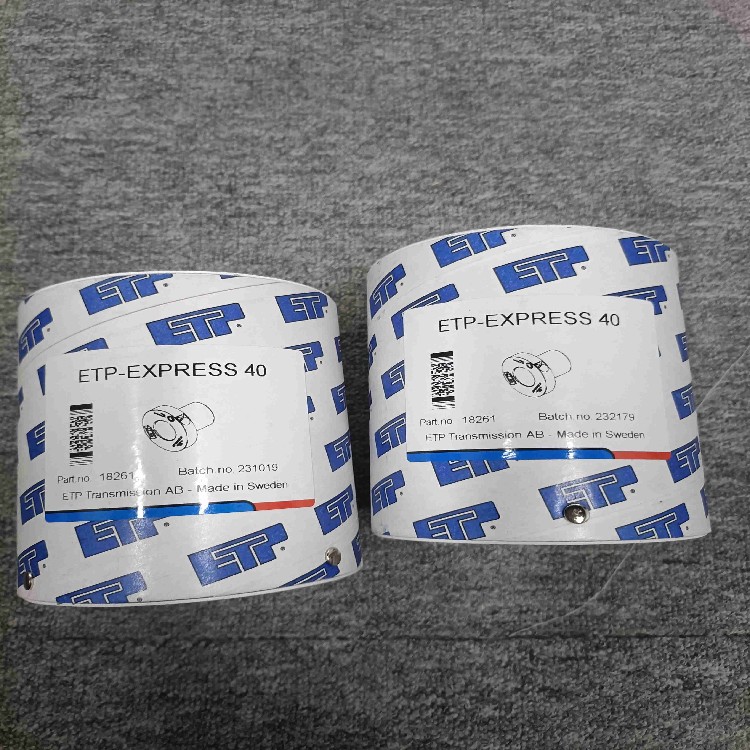 ETP-EXPRESS 40
Part.no. 18261 Batch.no. 231019
ETP Transmission AB - Made in Sweden
ETP-EXPRESS 40
Part.no. 18261 Batch.no. 232179
ETP Transmission AB - Made in Sweden
ETP